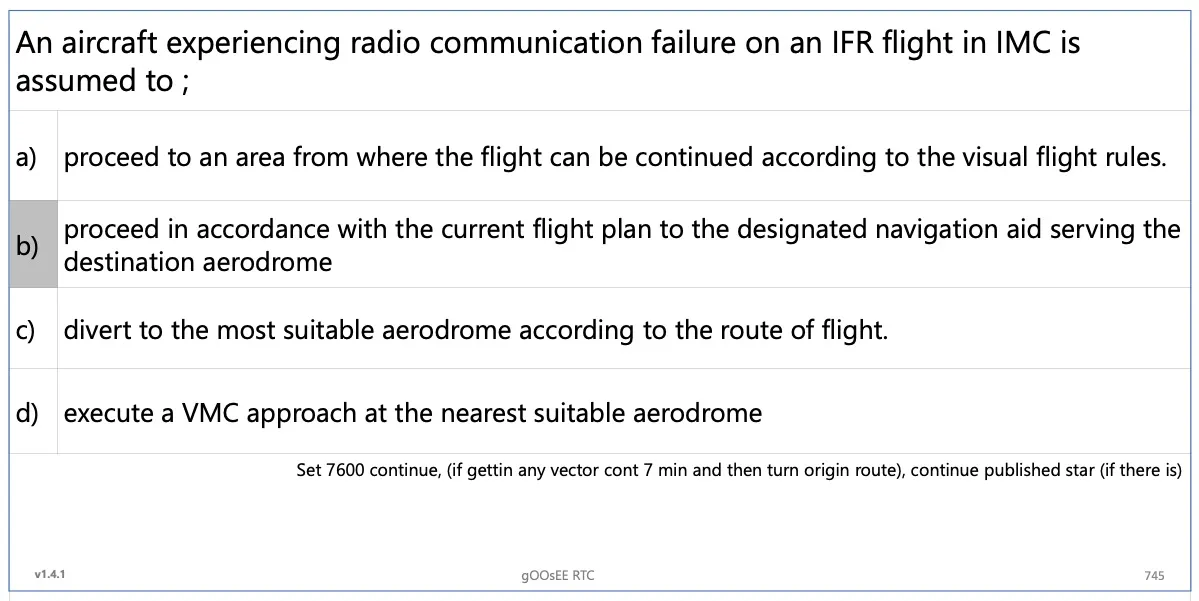 An aircraft experiencing radio communication failure on an IFR flight in IMC is
assumed to ;
a) proceed to an area from where the flight can be continued according to the visual flight rules.
b) proceed in accordance with the current flight plan to the designated navigation aid serving the
destination aerodrome
c) divert to the most suitable aerodrome according to the route of flight.
d) execute a VMC approach at the nearest suitable aerodrome
Set 7600 continue, (if gettin any vector cont 7 min and then turn origin route), continue published star (if there is)
v1.4.1 gOOsEE RTC 745